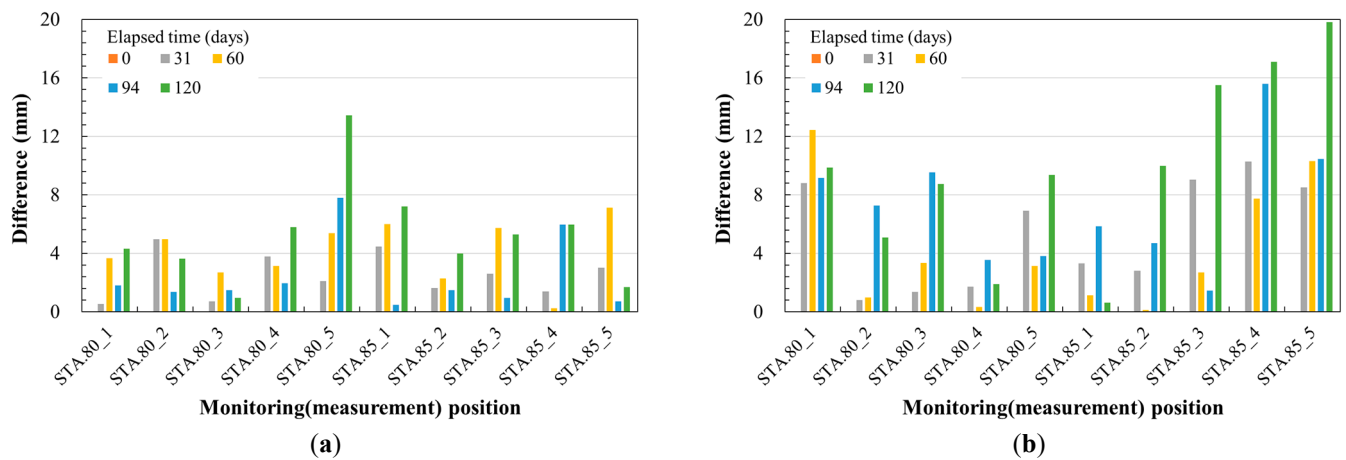 20
16
12
8
4
0
Difference (mm)
Elapsed time (days)
0 31 60
94 120
STA.80_1 STA.80_2 STA.80_3 STA.80_4 STA.80_5 STA.85_1 STA.85_2 STA.85_3 STA.85_4 STA.85_5
Monitoring(measurement) position
(a)
20
16
12
8
4
0
Difference (mm)
Elapsed time (days)
0 31 60
94 120
STA.80_1 STA.80_2 STA.80_3 STA.80_4 STA.80_5 STA.85_1 STA.85_2 STA.85_3 STA.85_4 STA.85_5
Monitoring(measurement) position
(b)